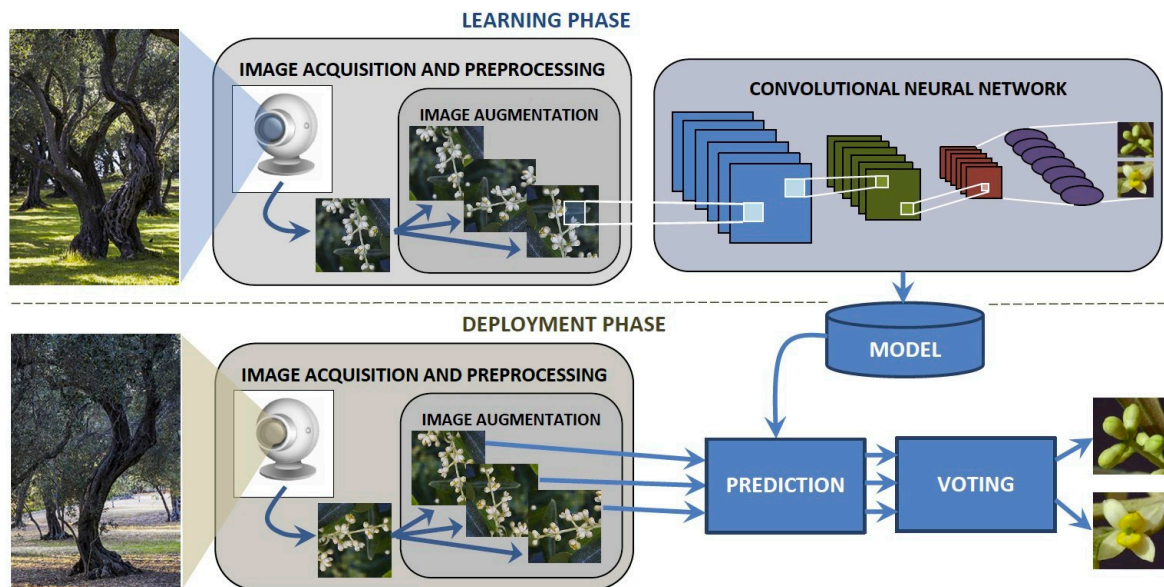 LEARNING PHASE
IMAGE ACQUISITION AND PREPROCESSING
IMAGE AUGMENTATION
CONVOLUTIONAL NEURAL NETWORK
DEPLOYMENT PHASE
MODEL
IMAGE ACQUISITION AND PREPROCESSING
IMAGE AUGMENTATION
PREDICTION
VOTING